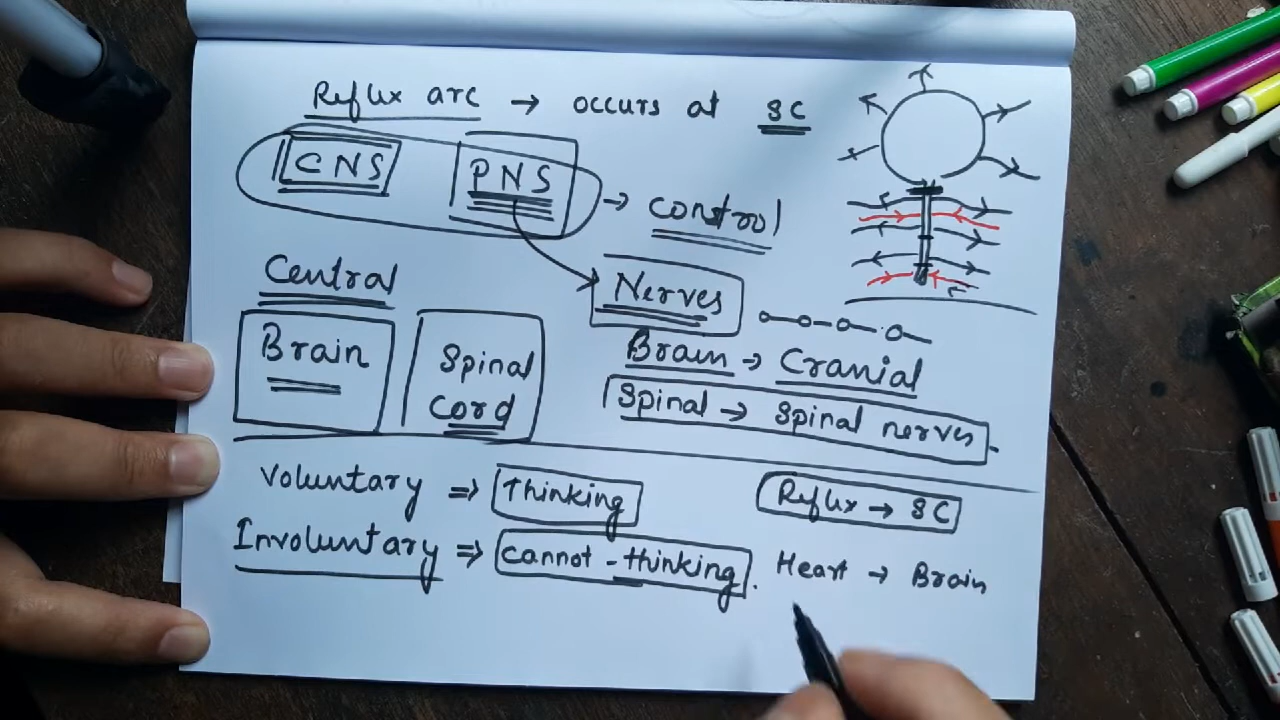 Reflux arc → occurs at SC
CNS PNS → control
Central
Nerves
Brain
Spinal cord
Brain → Cranial
Spinal → Spinal nerves.
Voluntary ⇒ Thinking
Reflux → SC
Involuntary ⇒ cannot-thinking.
Heart → Brain